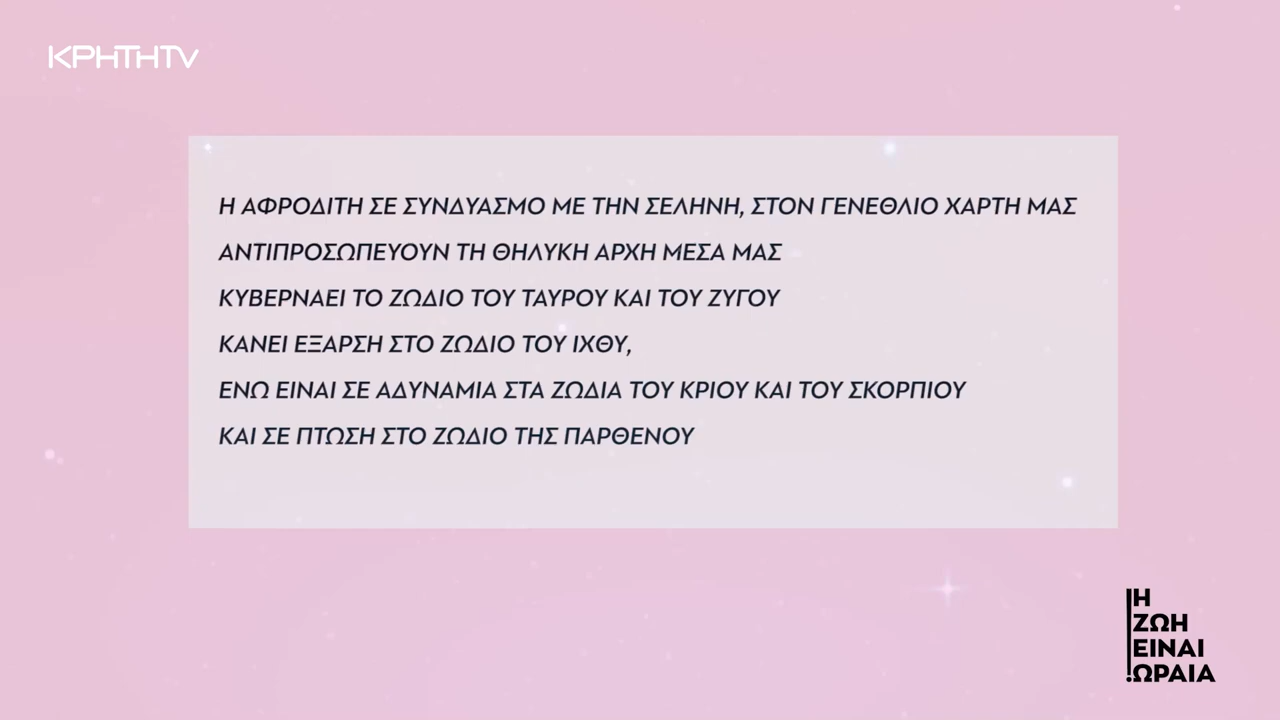 ΚΡΗΤΗTV
Η ΑΦΡΟΔΙΤΗ ΣΕ ΣΥΝΔΥΑΣΜΟ ΜΕ ΤΗΝ ΣΕΛΗΝΗ, ΣΤΟΝ ΓΕΝΕΘΛΙΟ ΧΑΡΤΗ ΜΑΣ
ΑΝΤΙΠΡΟΣΩΠΕΥΟΥΝ ΤΗ ΘΗΛΥΚΗ ΑΡΧΗ ΜΕΣΑ ΜΑΣ
ΚΥΒΕΡΝΑΕΙ ΤΟ ΖΩΔΙΟ ΤΟΥ ΤΑΥΡΟΥ ΚΑΙ ΤΟΥ ΖΥΓΟΥ
ΚΑΝΕΙ ΕΞΑΡΣΗ ΣΤΟ ΖΩΔΙΟ ΤΟΥ ΙΧΘΥ,
ΕΝΩ ΕΙΝΑΙ ΣΕ ΑΔΥΝΑΜΙΑ ΣΤΑ ΖΩΔΙΑ ΤΟΥ ΚΡΙΟΥ ΚΑΙ ΤΟΥ ΣΚΟΡΠΙΟΥ
ΚΑΙ ΣΕ ΠΤΩΣΗ ΣΤΟ ΖΩΔΙΟ ΤΗΣ ΠΑΡΘΕΝΟΥ
Η
ΖΩΗ
ΕΙΝΑΙ
ΩΡΑΙΑ